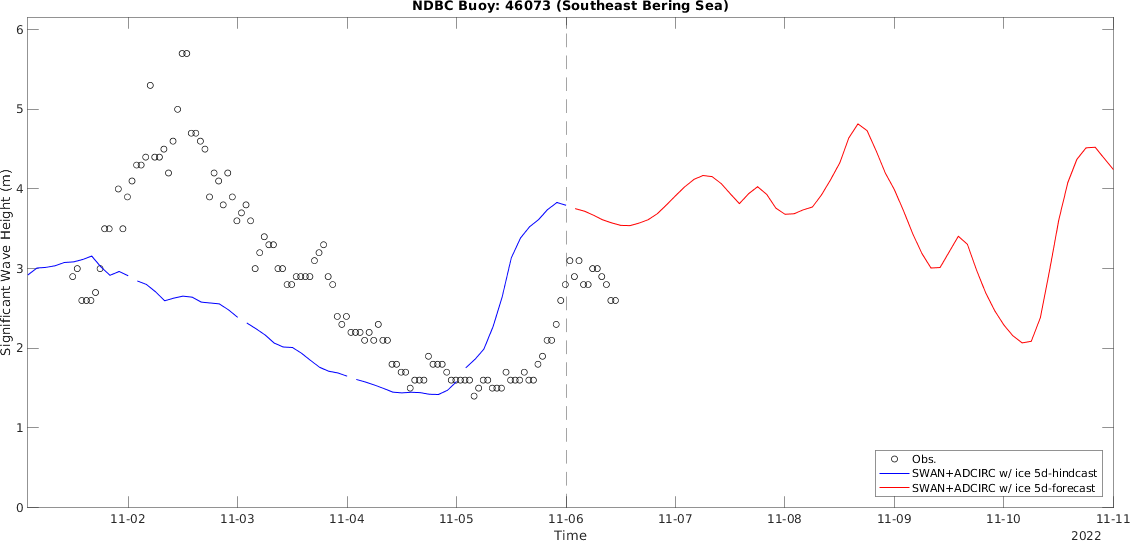 NDBC Buoy: 46073 (Southeast Bering Sea)
Significant Wave Height (m)
6
5
4
3
2
1
0
Obs.
SWAN+ADCIRC w/ ice 5d-hindcast
SWAN+ADCIRC w/ ice 5d-forecast
11-02 11-03 11-04 11-05 11-06 11-07 11-08 11-09 11-10 11-11
Time
2022